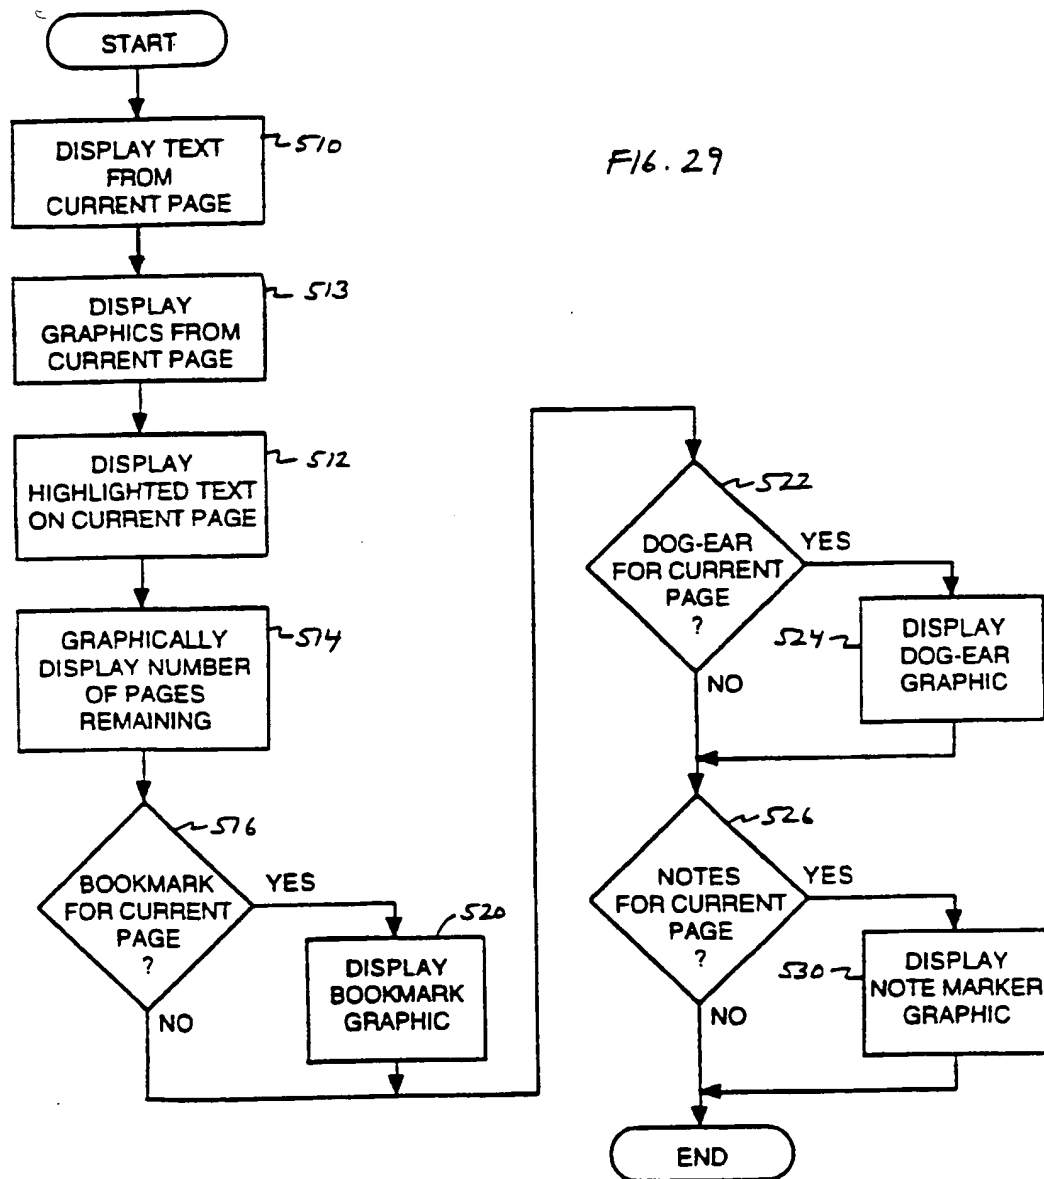 START
DISPLAY TEXT
FROM
CURRENT PAGE
510
FIG. 29
DISPLAY
GRAPHICS FROM
CURRENT PAGE
513
DISPLAY
HIGHLIGHTED TEXT
ON CURRENT PAGE
512
GRAPHICALLY
DISPLAY NUMBER
OF PAGES
REMAINING
514
BOOKMARK
FOR CURRENT
PAGE
?
516
YES
NO
DISPLAY
BOOKMARK
GRAPHIC
520
DOG-EAR
FOR CURRENT
PAGE
?
522
YES
NO
DISPLAY
DOG-EAR
GRAPHIC
524
NOTES
FOR CURRENT
PAGE
?
526
YES
NO
DISPLAY
NOTE MARKER
GRAPHIC
530
END